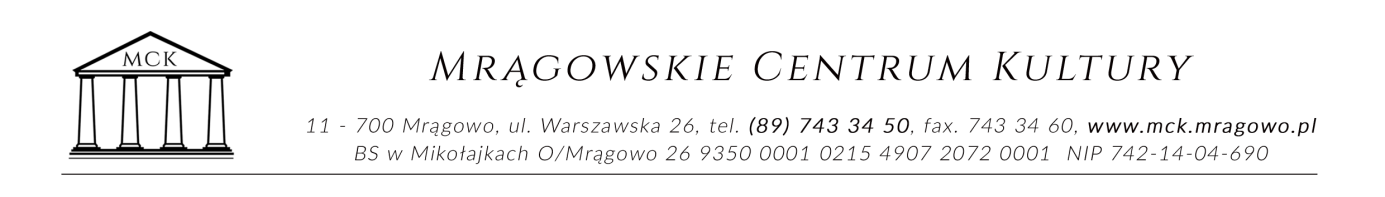 MCK
MRĄGOWSKIE CENTRUM KULTURY
11 - 700 Mrągowo, ul. Warszawska 26, tel. (89) 743 34 50, fax. 743 34 60, www.mck.mragowo.pl
BS w Mikołajkach O/Mrągowo 26 9350 0001 0215 4907 2072 0001 NIP 742-14-04-690